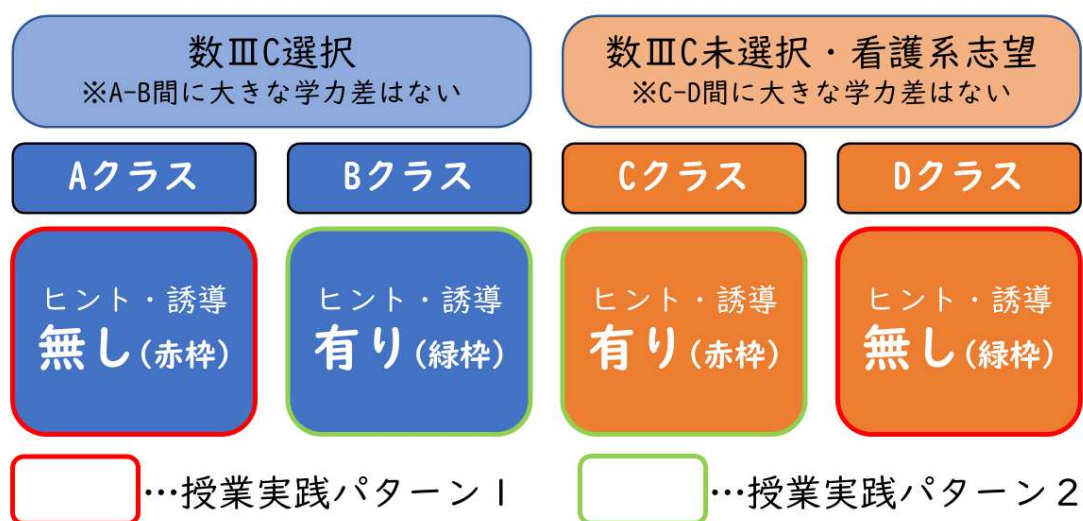 数ⅢC選択
※A-B間に大きな学力差はない
数ⅢC未選択・看護系志望
※C-D間に大きな学力差はない
Aクラス
Bクラス
Cクラス
Dクラス
ヒント・誘導
無し(赤枠)
ヒント・誘導
有り(緑枠)
ヒント・誘導
有り(赤枠)
ヒント・誘導
無し(緑枠)
…授業実践パターン1
…授業実践パターン2